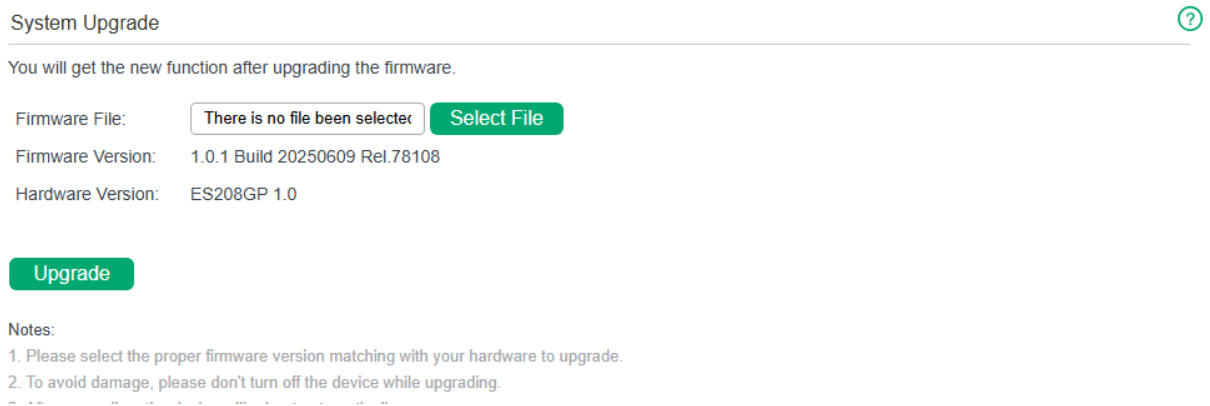 System Upgrade
?
You will get the new function after upgrading the firmware.
Firmware File: There is no file been selected Select File
Firmware Version: 1.0.1 Build 20250609 Rel.78108
Hardware Version: ES208GP 1.0
Upgrade
Notes:
1. Please select the proper firmware version matching with your hardware to upgrade.
2. To avoid damage, please don't turn off the device while upgrading.